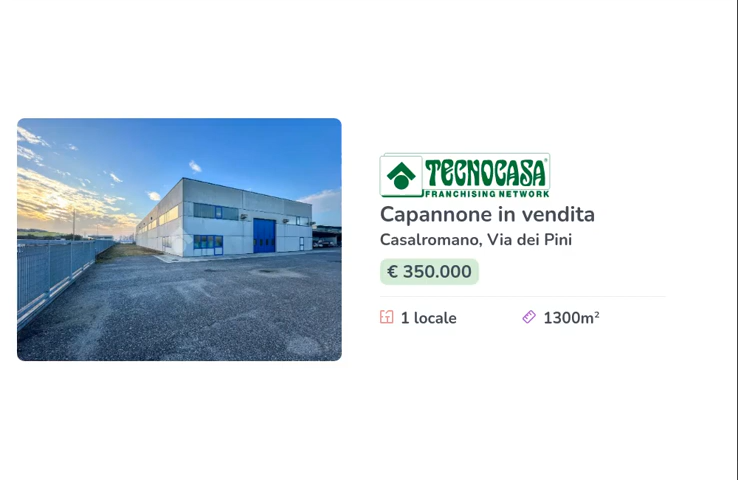 TECNOCASA
FRANCHISING NETWORK
Capannone in vendita
Casalromano, Via dei Pini
€ 350.000
1 locale
1300m²